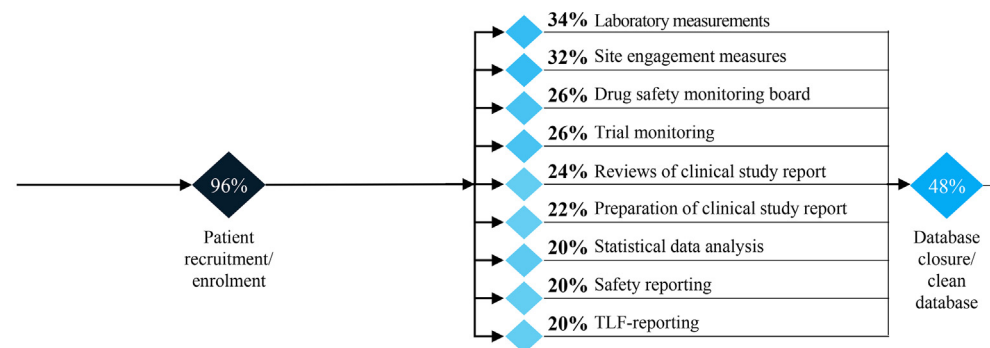 96%
Patient
recruitment/
enrolment
34% Laboratory measurements
32% Site engagement measures
26% Drug safety monitoring board
26% Trial monitoring
24% Reviews of clinical study report
22% Preparation of clinical study report
20% Statistical data analysis
20% Safety reporting
20% TLF-reporting
48%
Database
closure/
clean
database